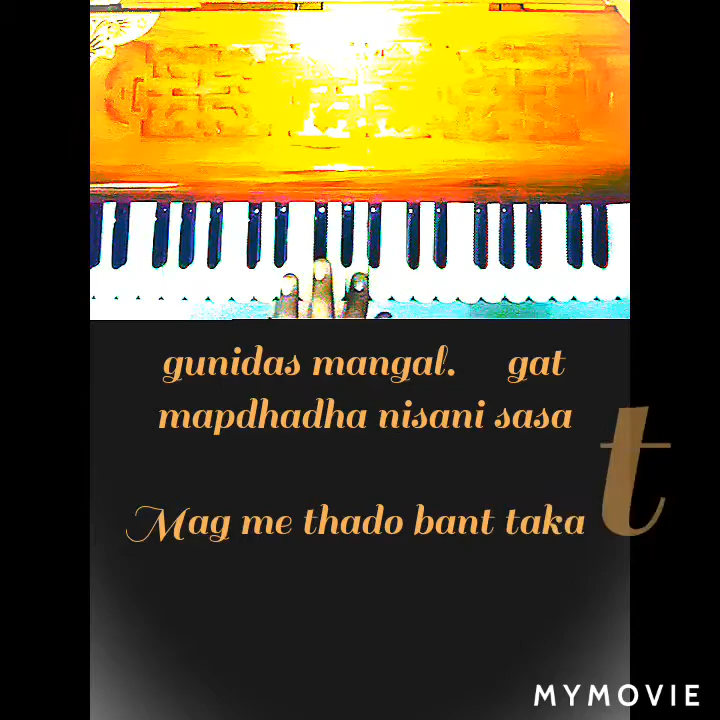 gunidas mangal. gat
mapdhadha nisani sasa
t
Mag me thado bant taka
MYMOVIE